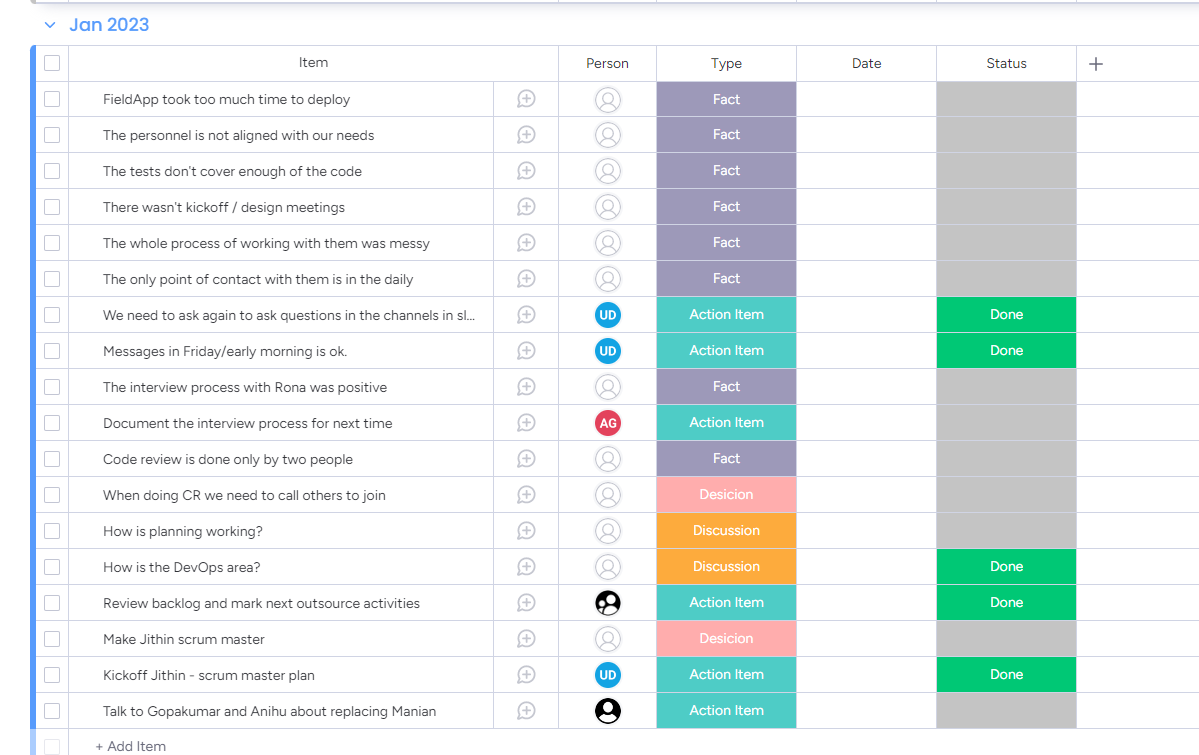 Jan 2023
Item Person Type Date Status
FieldApp took too much time to deploy Fact
The personnel is not aligned with our needs Fact
The tests don't cover enough of the code Fact
There wasn't kickoff / design meetings Fact
The whole process of working with them was messy Fact
The only point of contact with them is in the daily Fact
We need to ask again to ask questions in the channels in sl... UD Action Item Done
Messages in Friday/early morning is ok. UD Action Item Done
The interview process with Rona was positive Fact
Document the interview process for next time AG Action Item
Code review is done only by two people Fact
When doing CR we need to call others to join Desicion
How is planning working? Discussion
How is the DevOps area? Discussion Done
Review backlog and mark next outsource activities Action Item Done
Make Jithin scrum master Desicion
Kickoff Jithin - scrum master plan UD Action Item Done
Talk to Gopakumar and Anihu about replacing Manian Action Item
+ Add Item